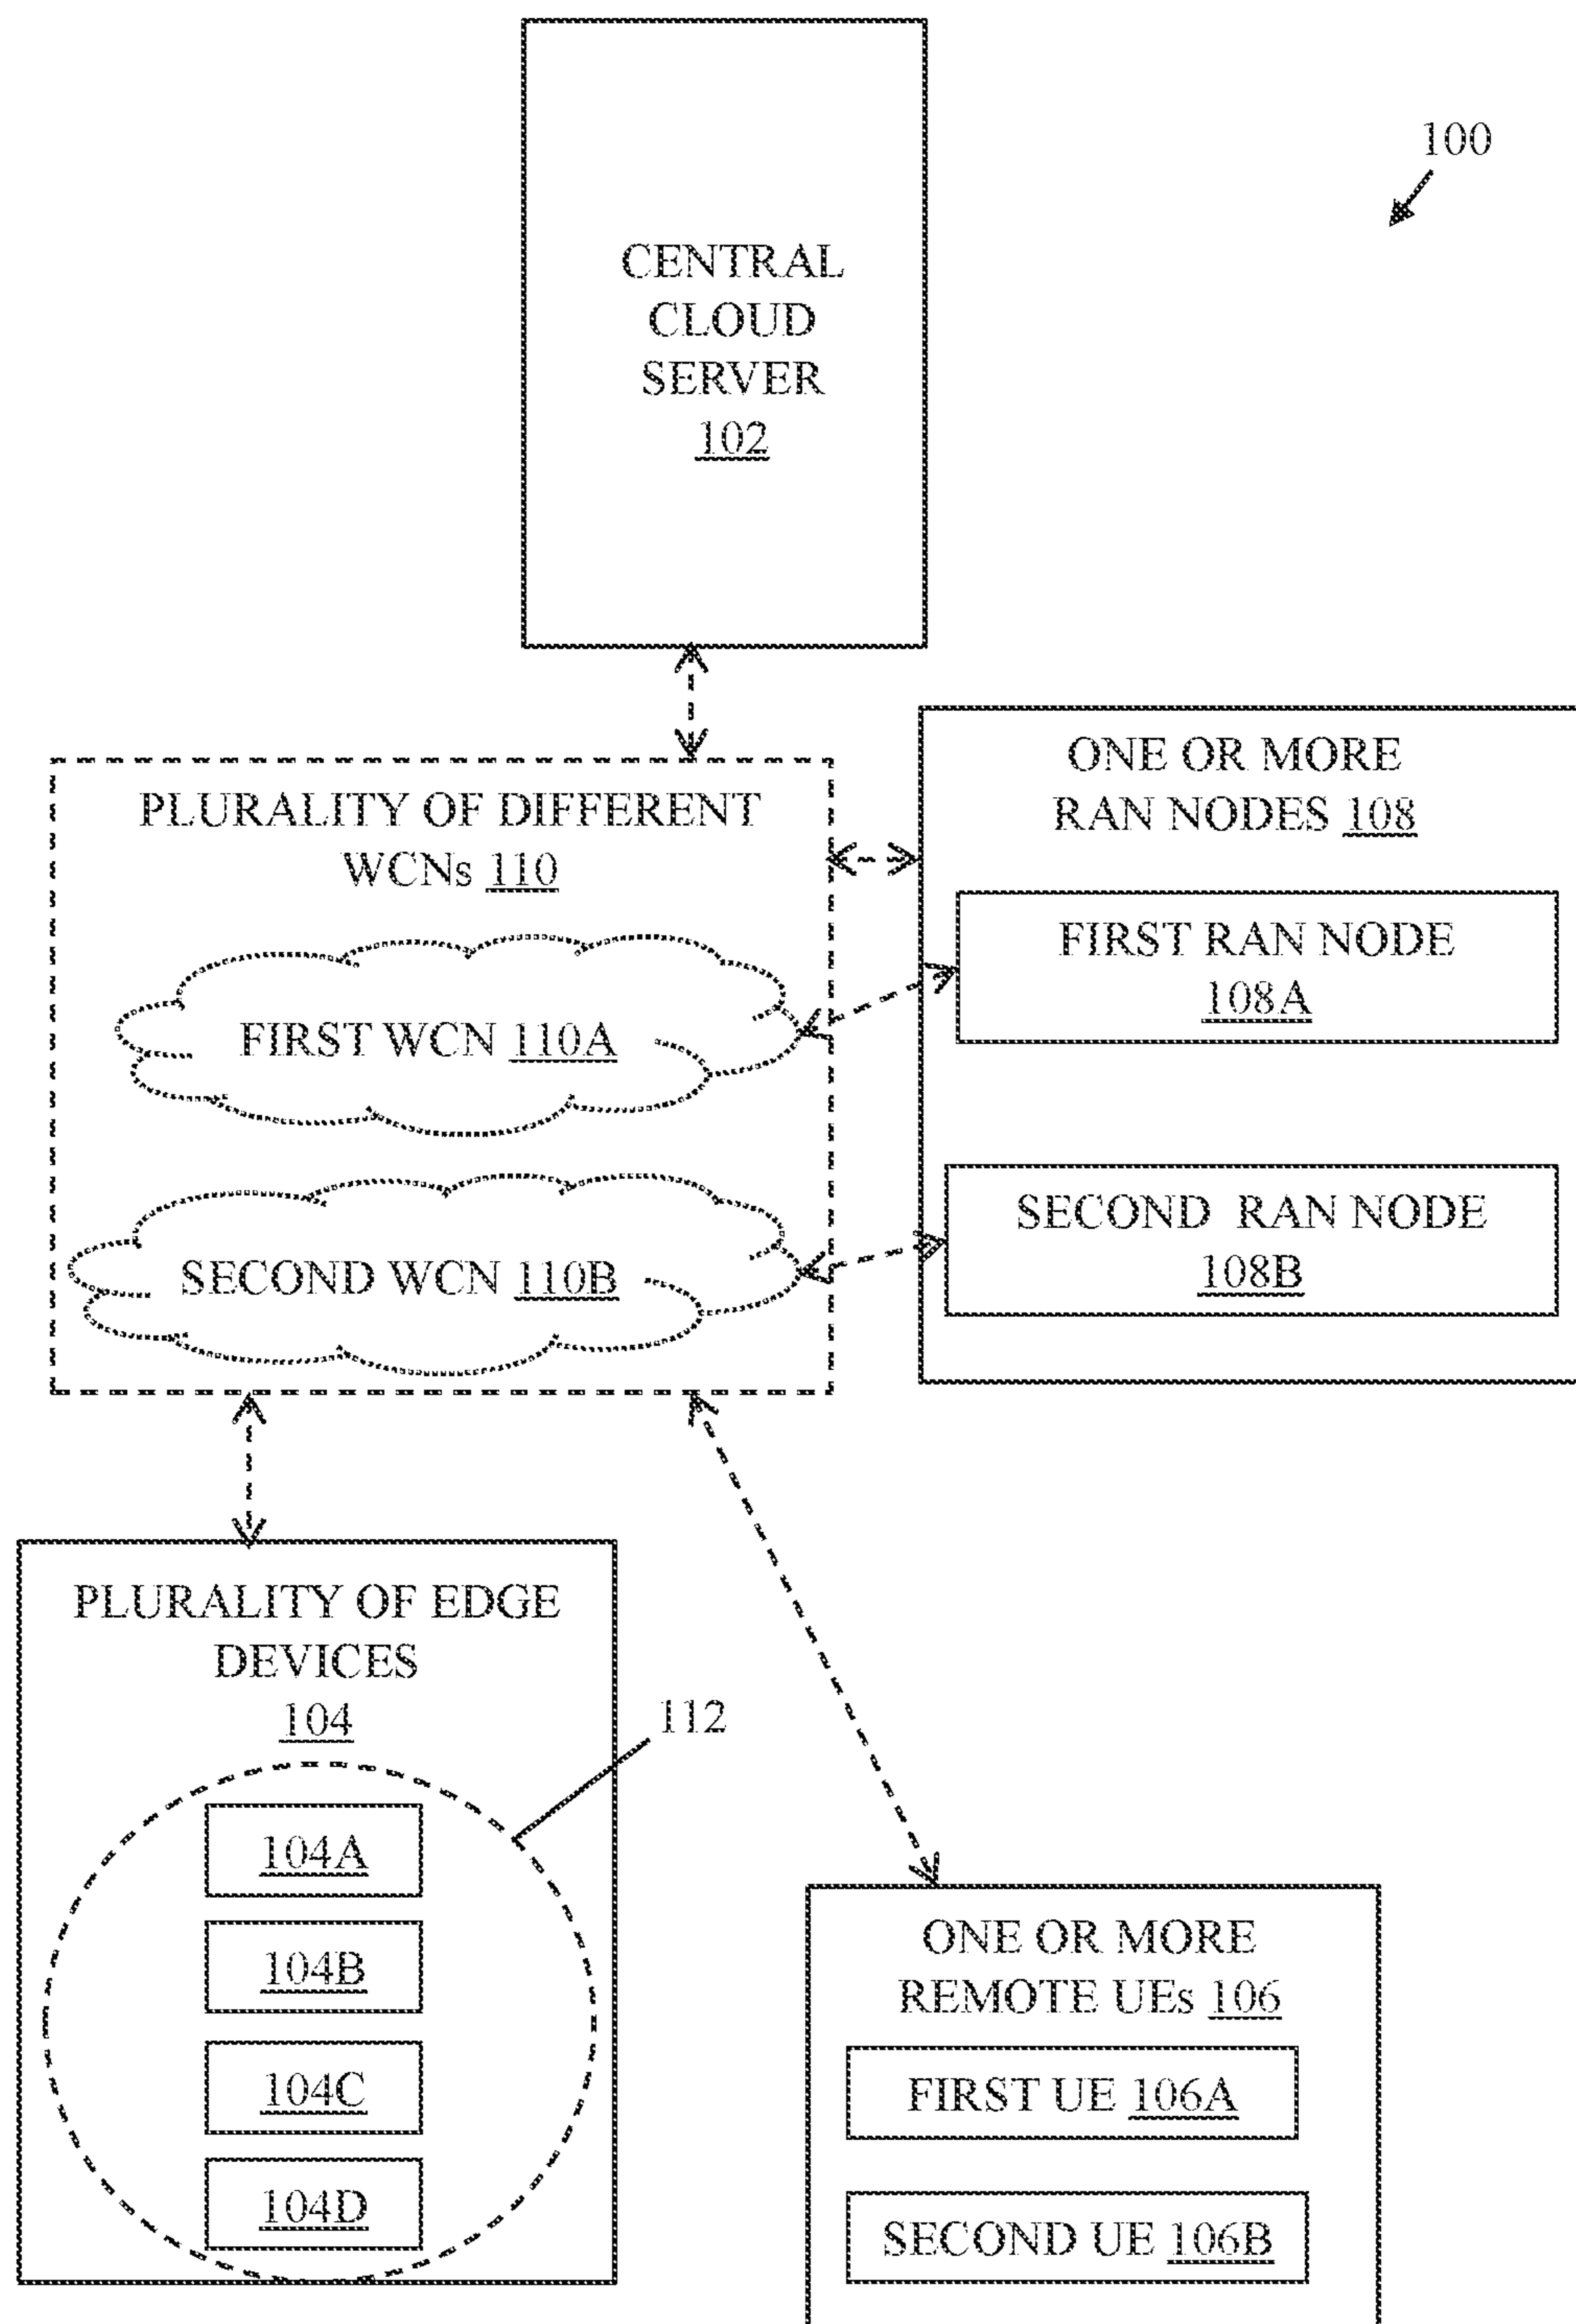 100
CENTRAL
CLOUD
SERVER
102
PLURALITY OF DIFFERENT
WCNs 110
FIRST WCN 110A
SECOND WCN 110B
ONE OR MORE
RAN NODES 108
FIRST RAN NODE
108A
SECOND RAN NODE
108B
PLURALITY OF EDGE
DEVICES
104
112
104A
104B
104C
104D
ONE OR MORE
REMOTE UEs 106
FIRST UE 106A
SECOND UE 106B